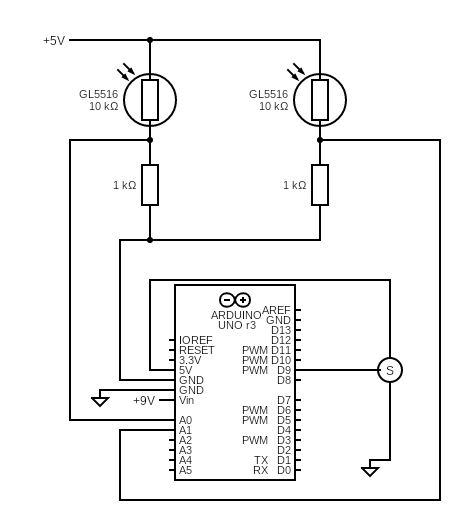 +5V
GL5516
10 kΩ
GL5516
10 kΩ
1 kΩ
1 kΩ
ARDUINO
UNO r3
AREF
GND
D13
IOREF D12
RESET PWM D11
3.3V PWM D10
5V PWM D9
GND D8
GND
+9V Vin D7
PWM D6
A0 PWM D5
A1 D4
A2 PWM D3
A3 D2
A4 TX D1
A5 RX D0
S